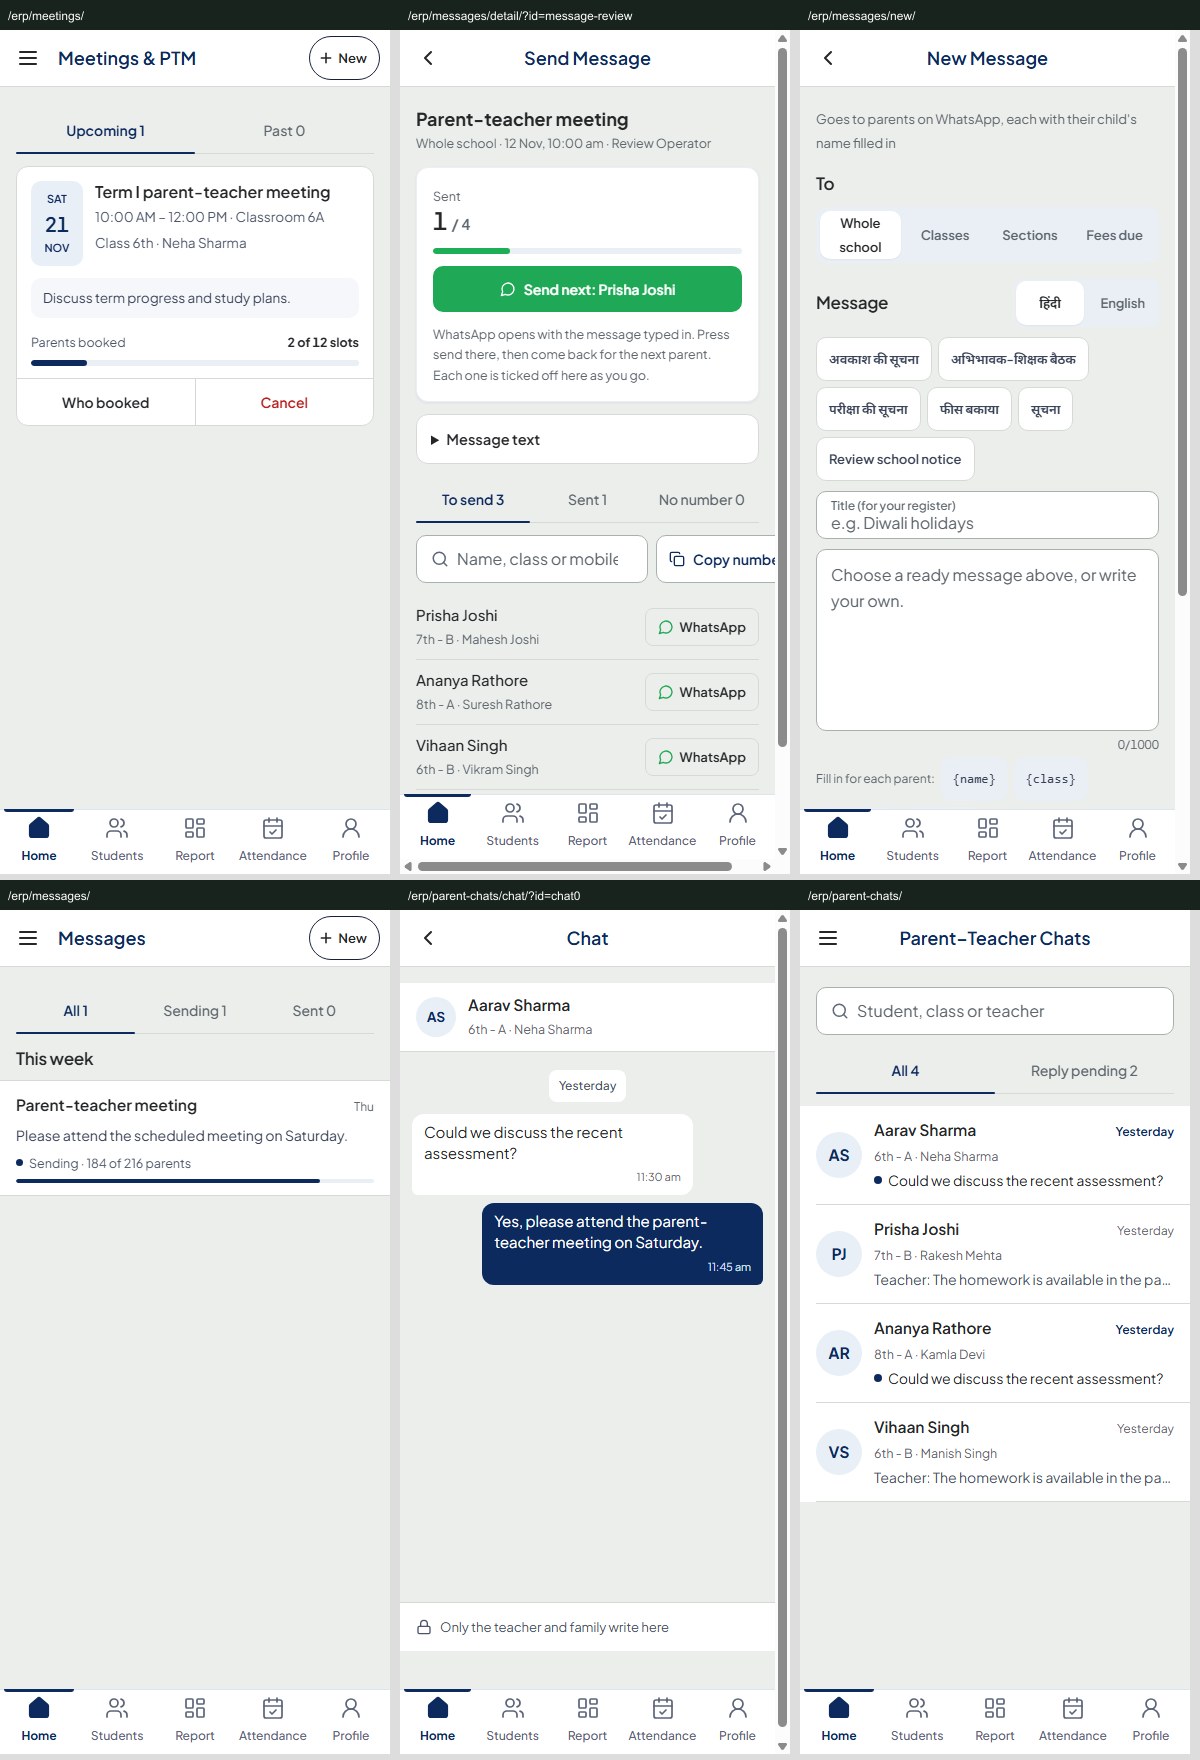 /erp/meetings/
Meetings & PTM
+ New
Upcoming 1
Past 0
SAT
21
NOV
Term I parent-teacher meeting
10:00 AM – 12:00 PM · Classroom 6A
Class 6th · Neha Sharma
Discuss term progress and study plans.
Parents booked
2 of 12 slots
Who booked
Cancel
Home
Students
Report
Attendance
Profile
/erp/messages/detail/?id=message-review
Send Message
Parent-teacher meeting
Whole school · 12 Nov, 10:00 am · Review Operator
Sent
1 / 4
Send next: Prisha Joshi
WhatsApp opens with the message typed in. Press
send there, then come back for the next parent.
Each one is ticked off here as you go.
Message text
To send 3
Sent 1
No number 0
Name, class or mobile
Copy numbe
Prisha Joshi
7th - B · Mahesh Joshi
WhatsApp
Ananya Rathore
8th - A · Suresh Rathore
WhatsApp
Vihaan Singh
6th - B · Vikram Singh
WhatsApp
Home
Students
Report
Attendance
Profile
/erp/messages/new/
New Message
Goes to parents on WhatsApp, each with their child's
name filled in
To
Whole
school
Classes
Sections
Fees due
Message
हिंदी
English
अवकाश की सूचना
अभिभावक-शिक्षक बैठक
परीक्षा की सूचना
फीस बकाया
सूचना
Review school notice
Title (for your register)
e.g. Diwali holidays
Choose a ready message above, or write
your own.
0/1000
Fill in for each parent:
{name}
{class}
Home
Students
Report
Attendance
Profile
/erp/messages/
Messages
+ New
All 1
Sending 1
Sent 0
This week
Parent-teacher meeting
Thu
Please attend the scheduled meeting on Saturday.
Sending · 184 of 216 parents
Home
Students
Report
Attendance
Profile
/erp/parent-chats/chat/?id=chat0
Chat
AS
Aarav Sharma
6th - A · Neha Sharma
Yesterday
Could we discuss the recent
assessment?
11:30 am
Yes, please attend the parent-
teacher meeting on Saturday.
11:45 am
Only the teacher and family write here
Home
Students
Report
Attendance
Profile
/erp/parent-chats/
Parent–Teacher Chats
Student, class or teacher
All 4
Reply pending 2
AS
Aarav Sharma
Yesterday
6th - A · Neha Sharma
Could we discuss the recent assessment?
PJ
Prisha Joshi
Yesterday
7th - B · Rakesh Mehta
Teacher: The homework is available in the pa...
AR
Ananya Rathore
Yesterday
8th - A · Kamla Devi
Could we discuss the recent assessment?
VS
Vihaan Singh
Yesterday
6th - B · Manish Singh
Teacher: The homework is available in the pa...
Home
Students
Report
Attendance
Profile